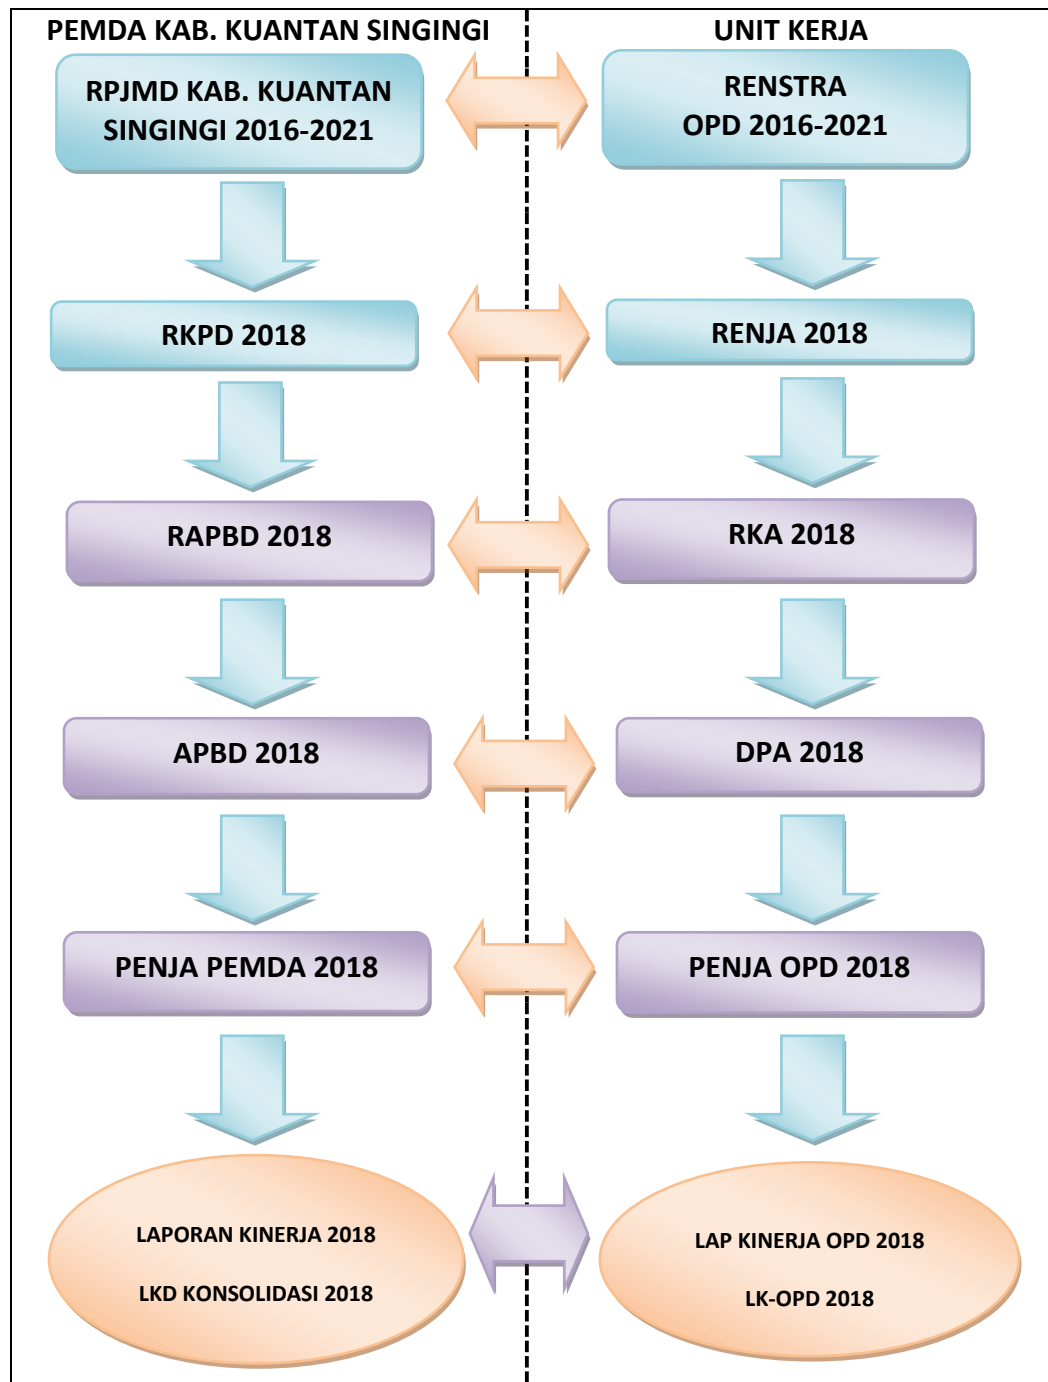 PEMDA KAB. KUANTAN SINGINGI
UNIT KERJA
RPJMD KAB. KUANTAN
SINGINGI 2016-2021
RENSTRA
OPD 2016-2021
RKPD 2018
RENJA 2018
RAPBD 2018
RKA 2018
APBD 2018
DPA 2018
PENJA PEMDA 2018
PENJA OPD 2018
LAPORAN KINERJA 2018
LKD KONSOLIDASI 2018
LAP KINERJA OPD 2018
LK-OPD 2018